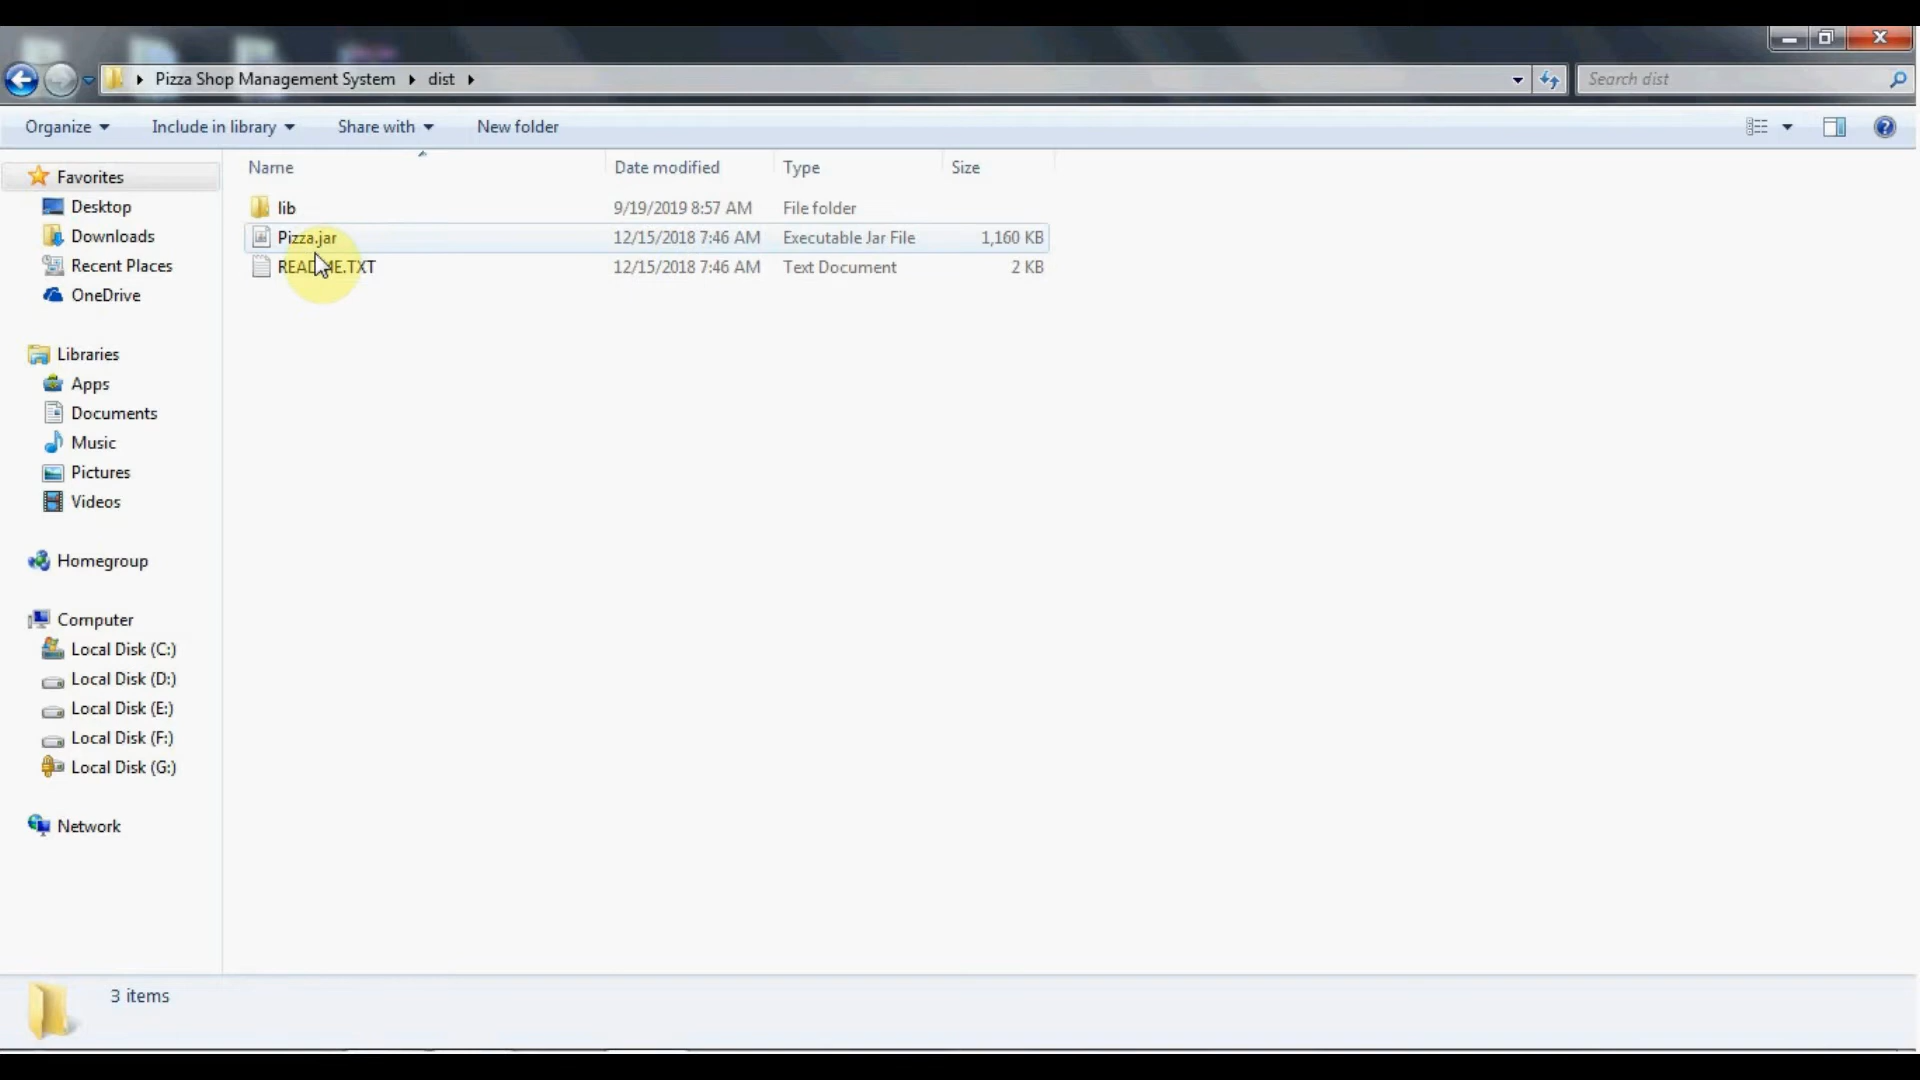 Pizza Shop Management System dist
Search dist
Organize Include in library Share with New folder
Name Date modified Type Size
Favorites
Desktop
Downloads
Recent Places
OneDrive
Libraries
Apps
Documents
Music
Pictures
Videos
Homegroup
Computer
Local Disk (C:)
Local Disk (D:)
Local Disk (E:)
Local Disk (F:)
Local Disk (G:)
Network
lib 9/19/2019 8:57 AM File folder
Pizza.jar 12/15/2018 7:46 AM Executable Jar File 1,160 KB
README.TXT 12/15/2018 7:46 AM Text Document 2 KB
3 items